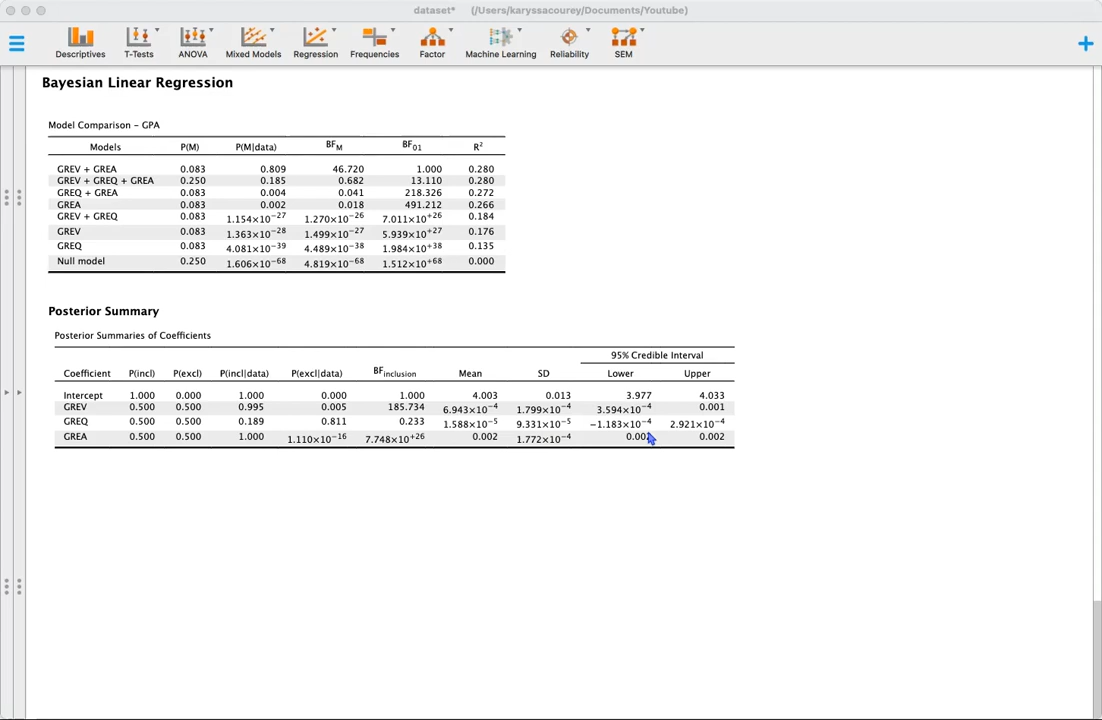 dataset* (/Users/karyssacourey/Documents/Youtube)
Descriptives T-Tests ANOVA Mixed Models Regression Frequencies Factor Machine Learning Reliability SEM
Bayesian Linear Regression
Model Comparison - GPA
Models P(M) P(M|data) BF_M BF_01 R²
GREV + GREA 0.083 0.809 46.720 1.000 0.280
GREV + GREQ + GREA 0.250 0.185 0.682 13.110 0.280
GREQ + GREA 0.083 0.004 0.041 218.326 0.272
GREA 0.083 0.002 0.018 491.212 0.266
GREV + GREQ 0.083 1.154×10⁻²⁷ 1.270×10⁻²⁶ 7.011×10⁺²⁶ 0.184
GREV 0.083 1.363×10⁻²⁸ 1.499×10⁻²⁷ 5.939×10⁺²⁷ 0.176
GREQ 0.083 4.081×10⁻³⁹ 4.489×10⁻³⁸ 1.984×10⁺³⁸ 0.135
Null model 0.250 1.606×10⁻⁶⁸ 4.819×10⁻⁶⁸ 1.512×10⁺⁶⁸ 0.000
Posterior Summary
Posterior Summaries of Coefficients
95% Credible Interval
Coefficient P(incl) P(excl) P(incl|data) P(excl|data) BF_inclusion Mean SD Lower Upper
Intercept 1.000 0.000 1.000 0.000 1.000 4.003 0.013 3.977 4.033
GREV 0.500 0.500 0.995 0.005 185.734 6.943×10⁻⁴ 1.799×10⁻⁴ 3.594×10⁻⁴ 0.001
GREQ 0.500 0.500 0.189 0.811 0.233 1.588×10⁻⁵ 9.331×10⁻⁵ −1.183×10⁻⁴ 2.921×10⁻⁴
GREA 0.500 0.500 1.000 1.110×10⁻¹⁶ 7.748×10⁺²⁶ 0.002 1.772×10⁻⁴ 0.002